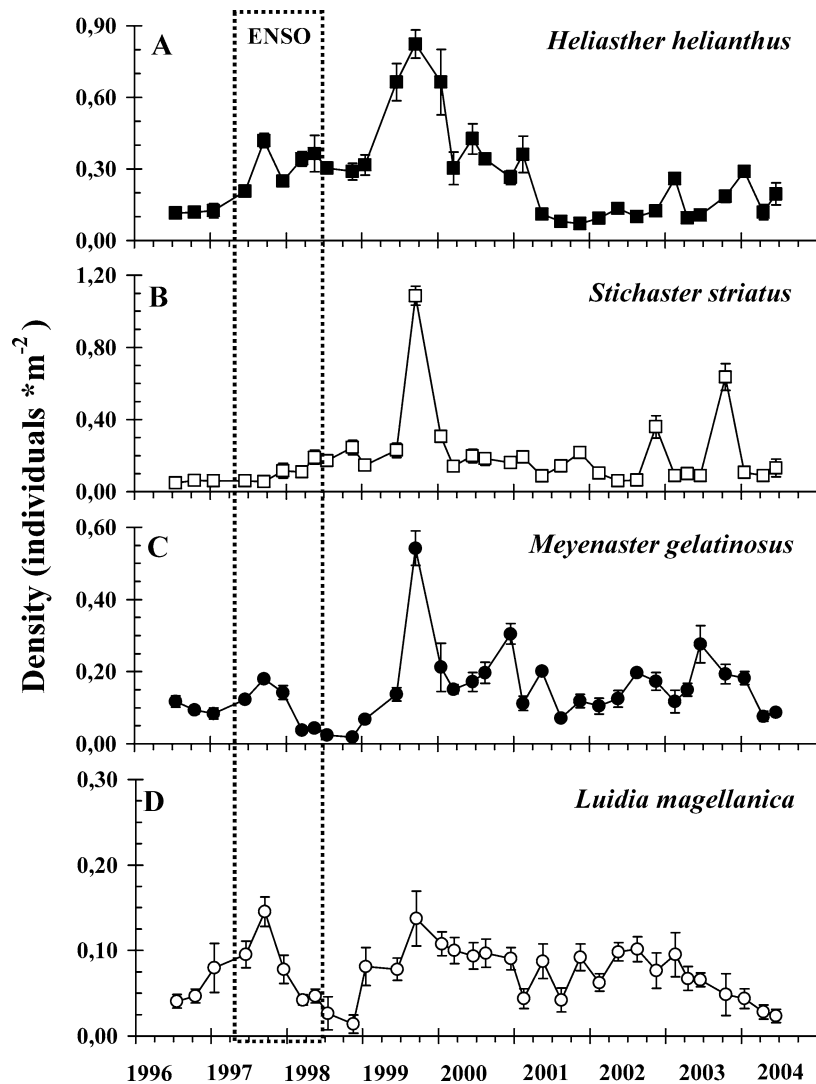 A
ENSO
Heliasther helianthus
0,90
0,60
0,30
0,00
B
Stichaster striatus
1,20
0,80
0,40
0,00
Density (individuals *m-2 )
C
Meyenaster gelatinosus
0,60
0,40
0,20
0,00
D
Luidia magellanica
0,30
0,20
0,10
0,00
1996 1997 1998 1999 2000 2001 2002 2003 2004